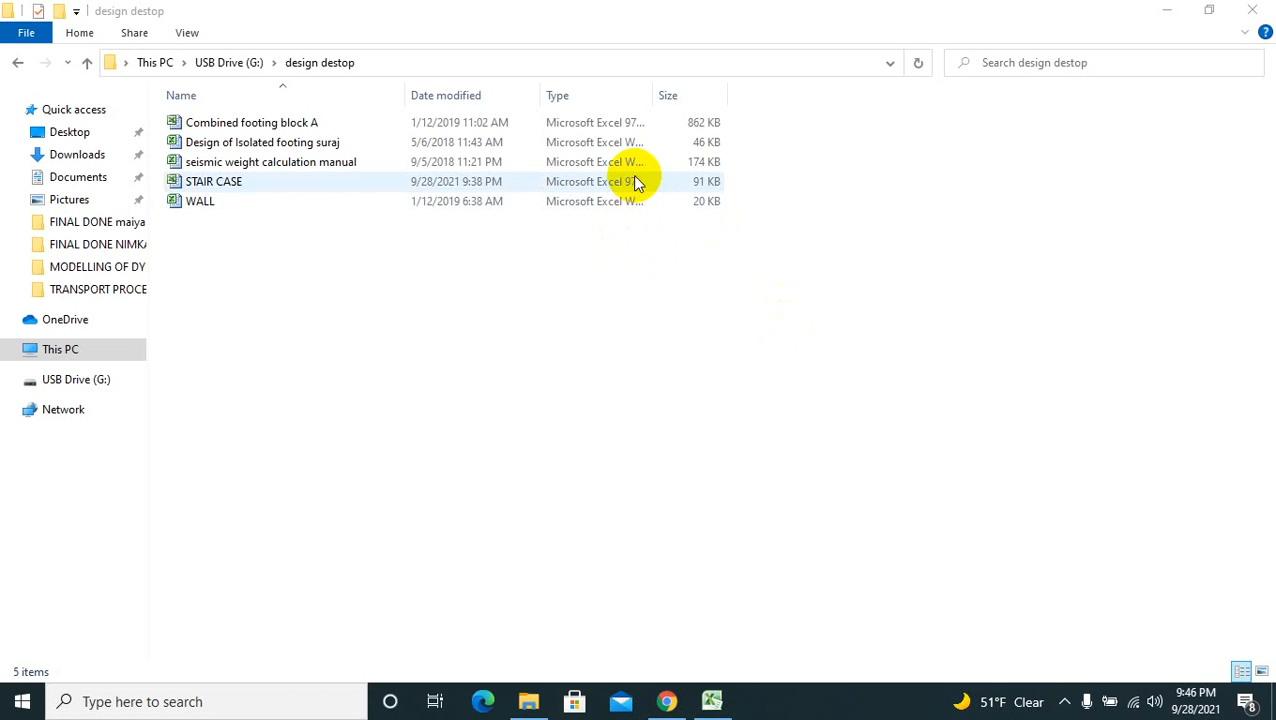 design destop
File Home Share View
This PC USB Drive (G:) design destop Search design destop
Name Date modified Type Size
Quick access
Desktop
Downloads
Documents
Pictures
FINAL DONE maiya
FINAL DONE NIMKA
MODELLING OF DY
TRANSPORT PROCE
OneDrive
This PC
USB Drive (G:)
Network
Combined footing block A 1/12/2019 11:02 AM Microsoft Excel 97... 862 KB
Design of Isolated footing suraj 5/6/2018 11:43 AM Microsoft Excel W... 46 KB
seismic weight calculation manual 9/5/2018 11:21 PM Microsoft Excel W... 174 KB
STAIR CASE 9/28/2021 9:38 PM Microsoft Excel 97 91 KB
WALL 1/12/2019 6:38 AM Microsoft Excel W... 20 KB
5 items
Type here to search 51°F Clear 9:46 PM
9/28/2021
8